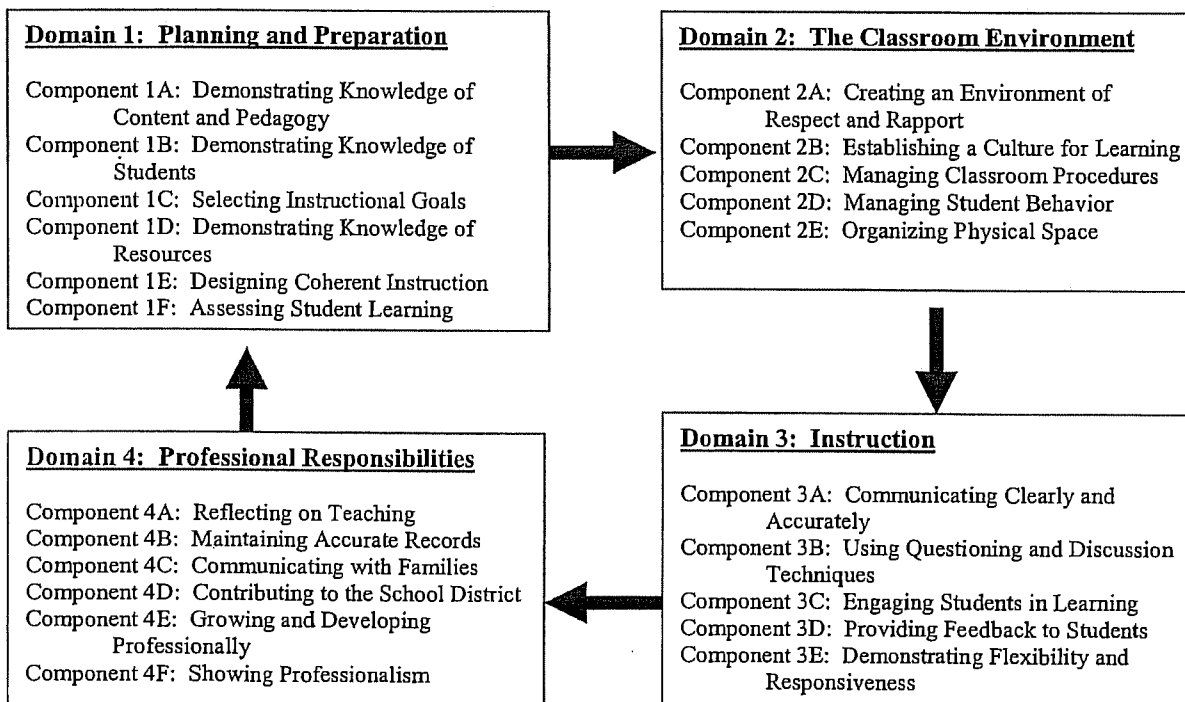 Domain 1: Planning and Preparation
Component 1A: Demonstrating Knowledge of
Content and Pedagogy
Component 1B: Demonstrating Knowledge of
Students
Component 1C: Selecting Instructional Goals
Component 1D: Demonstrating Knowledge of
Resources
Component 1E: Designing Coherent Instruction
Component 1F: Assessing Student Learning
Domain 2: The Classroom Environment
Component 2A: Creating an Environment of
Respect and Rapport
Component 2B: Establishing a Culture for Learning
Component 2C: Managing Classroom Procedures
Component 2D: Managing Student Behavior
Component 2E: Organizing Physical Space
Domain 3: Instruction
Component 3A: Communicating Clearly and
Accurately
Component 3B: Using Questioning and Discussion
Techniques
Component 3C: Engaging Students in Learning
Component 3D: Providing Feedback to Students
Component 3E: Demonstrating Flexibility and
Responsiveness
Domain 4: Professional Responsibilities
Component 4A: Reflecting on Teaching
Component 4B: Maintaining Accurate Records
Component 4C: Communicating with Families
Component 4D: Contributing to the School District
Component 4E: Growing and Developing
Professionally
Component 4F: Showing Professionalism